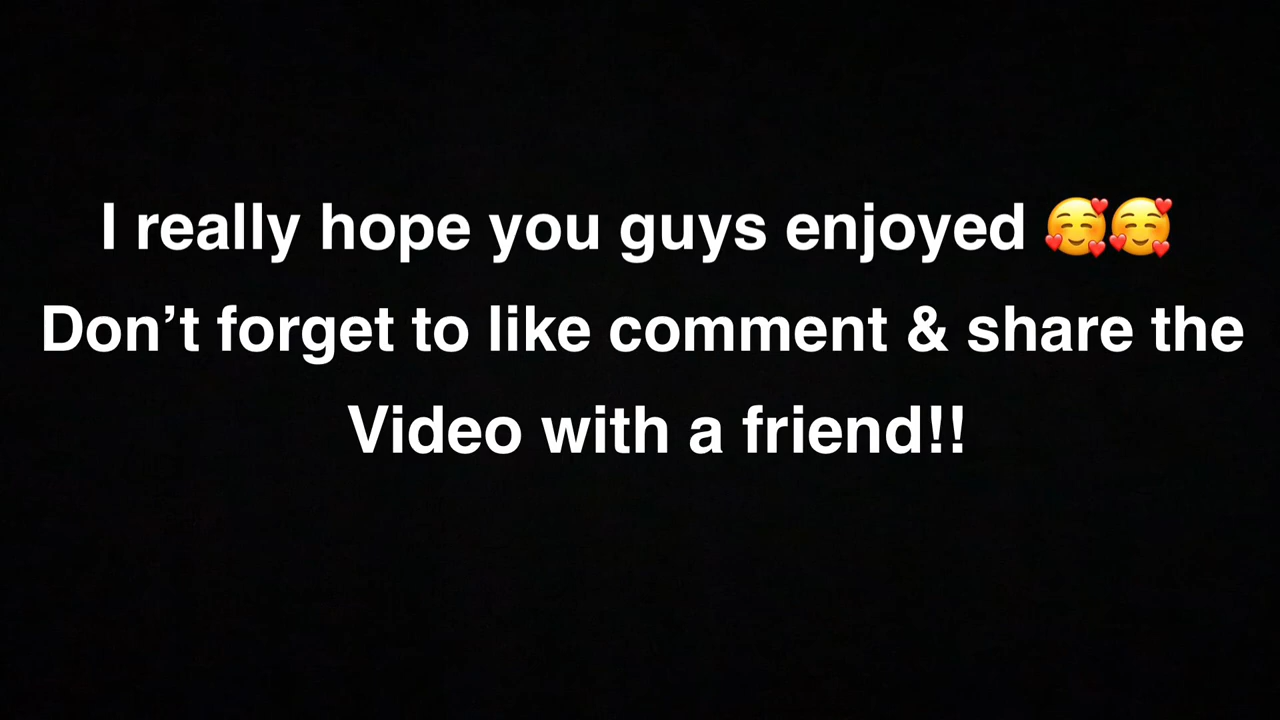 I really hope you guys enjoyed 🥰🥰
Don’t forget to like comment & share the
Video with a friend!!